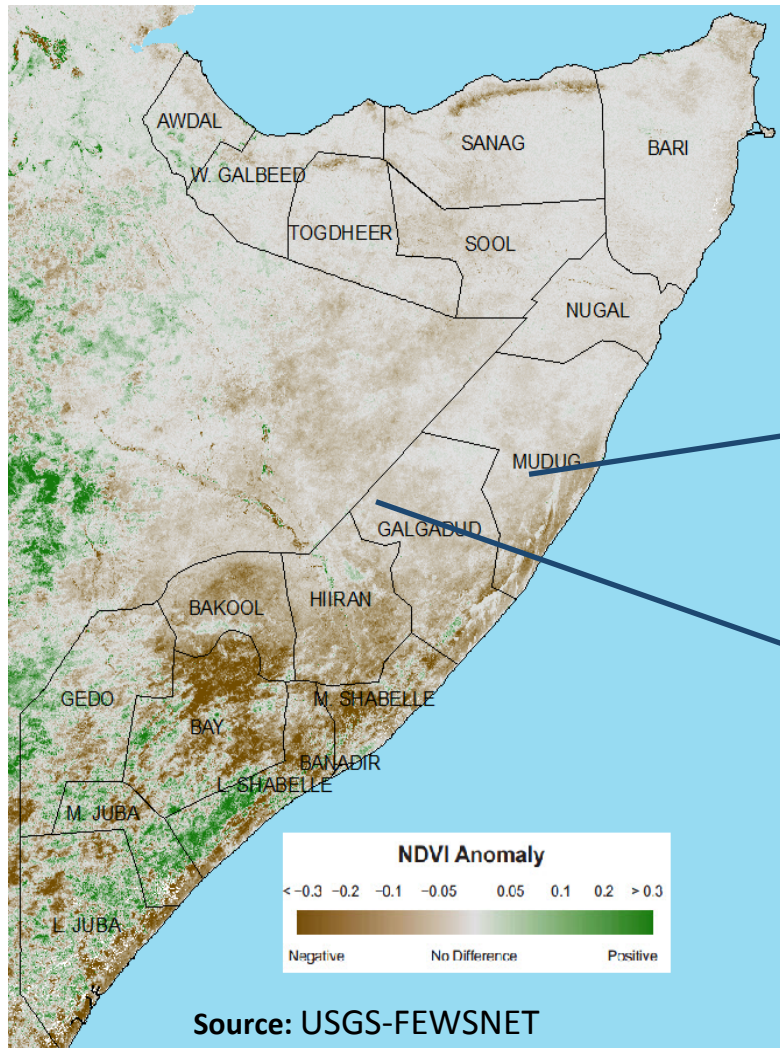 AWDAL
SANAG
BARI
W. GALBEED
TOGDHEER
SOOL
NUGAL
MUDUG
GALGADUD
HIIRAN
BAKOOL
GEDO
M. SHABELLE
BAY
BANADIR
L. SHABELLE
M. JUBA
L. JUBA
NDVI Anomaly
< −0.3 −0.2 −0.1 −0.05 0.05 0.1 0.2 > 0.3
Negative No Difference Positive
Source: USGS-FEWSNET